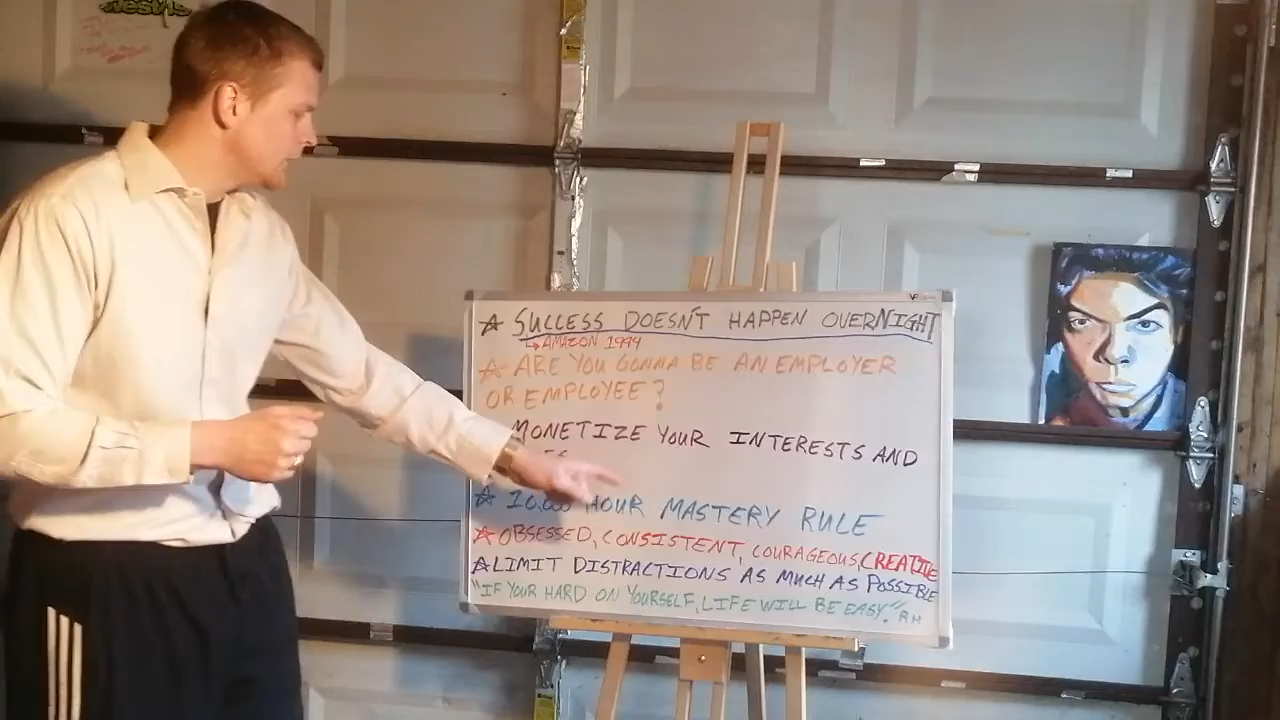 ☆ SUCCESS DOESN'T HAPPEN OVERNIGHT
↳ AMAZON 1994
☆ ARE YOU GONNA BE AN EMPLOYER
OR EMPLOYEE?
MONETIZE YOUR INTERESTS AND
☆ 10,000 HOUR MASTERY RULE
☆ OBSESSED, CONSISTENT, COURAGEOUS, CREATIVE
☆ LIMIT DISTRACTIONS AS MUCH AS POSSIBLE
"IF YOUR HARD ON YOURSELF, LIFE WILL BE EASY". RH